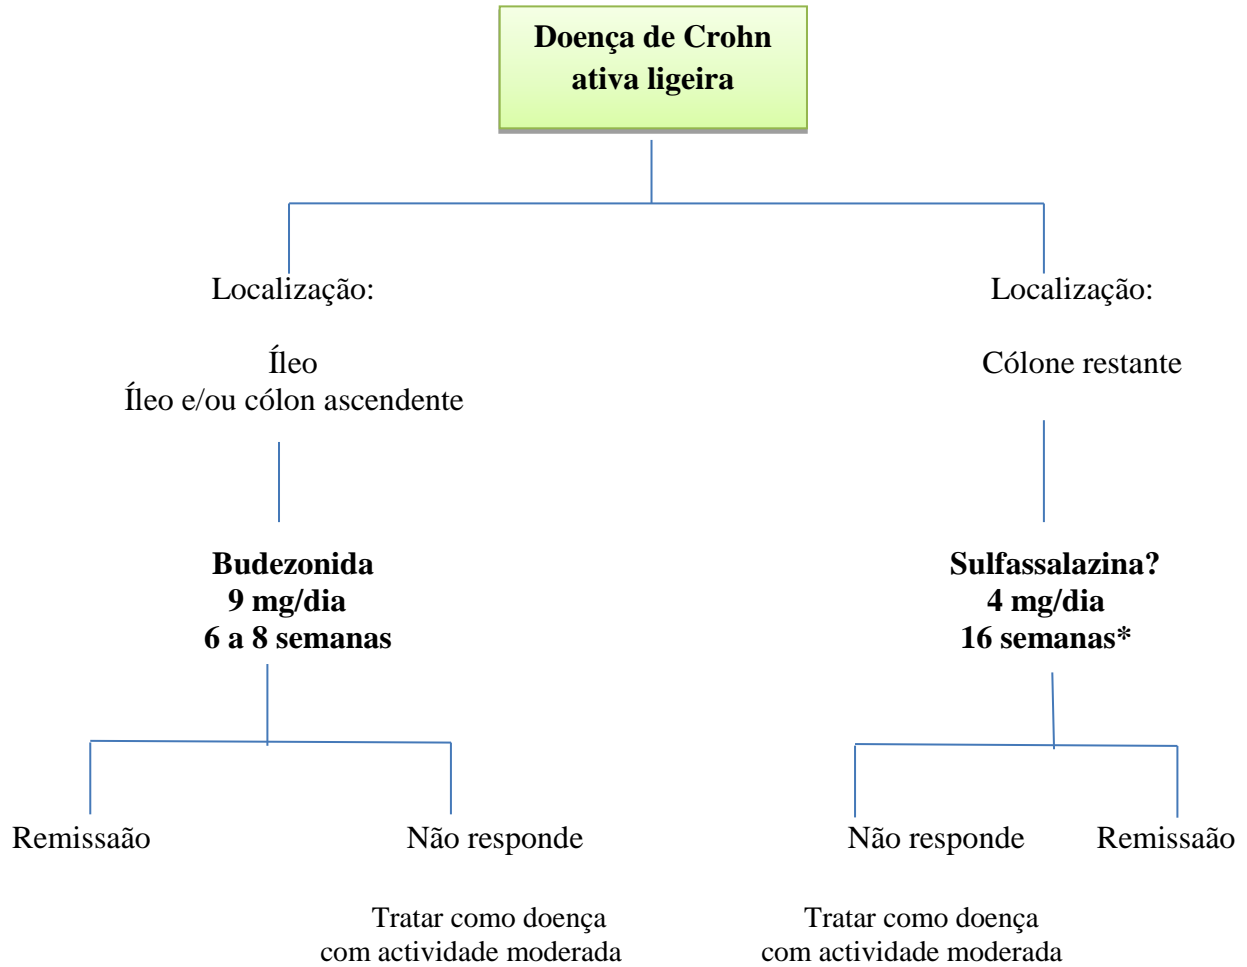 Doença de Crohn
ativa ligeira
Localização:
Íleo
Íleo e/ou cólon ascendente
Budezonida
9 mg/dia
6 a 8 semanas
Remissaão
Não responde
Tratar como doença
com actividade moderada
Localização:
Cólone restante
Sulfassalazina?
4 mg/dia
16 semanas*
Não responde
Remissaão
Tratar como doença
com actividade moderada